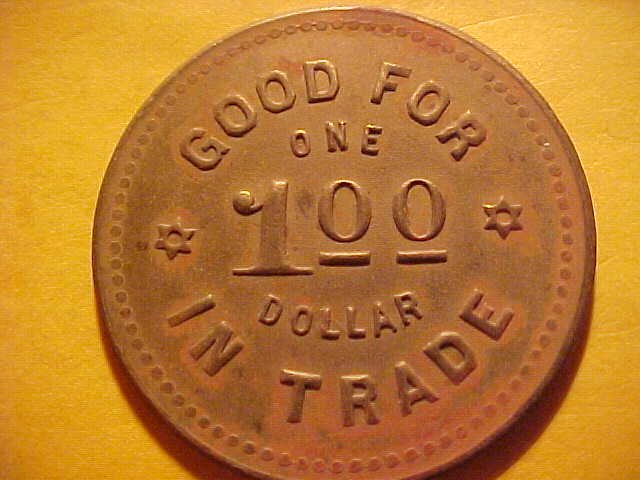 GOOD FOR
ONE
1.00
DOLLAR
IN TRADE